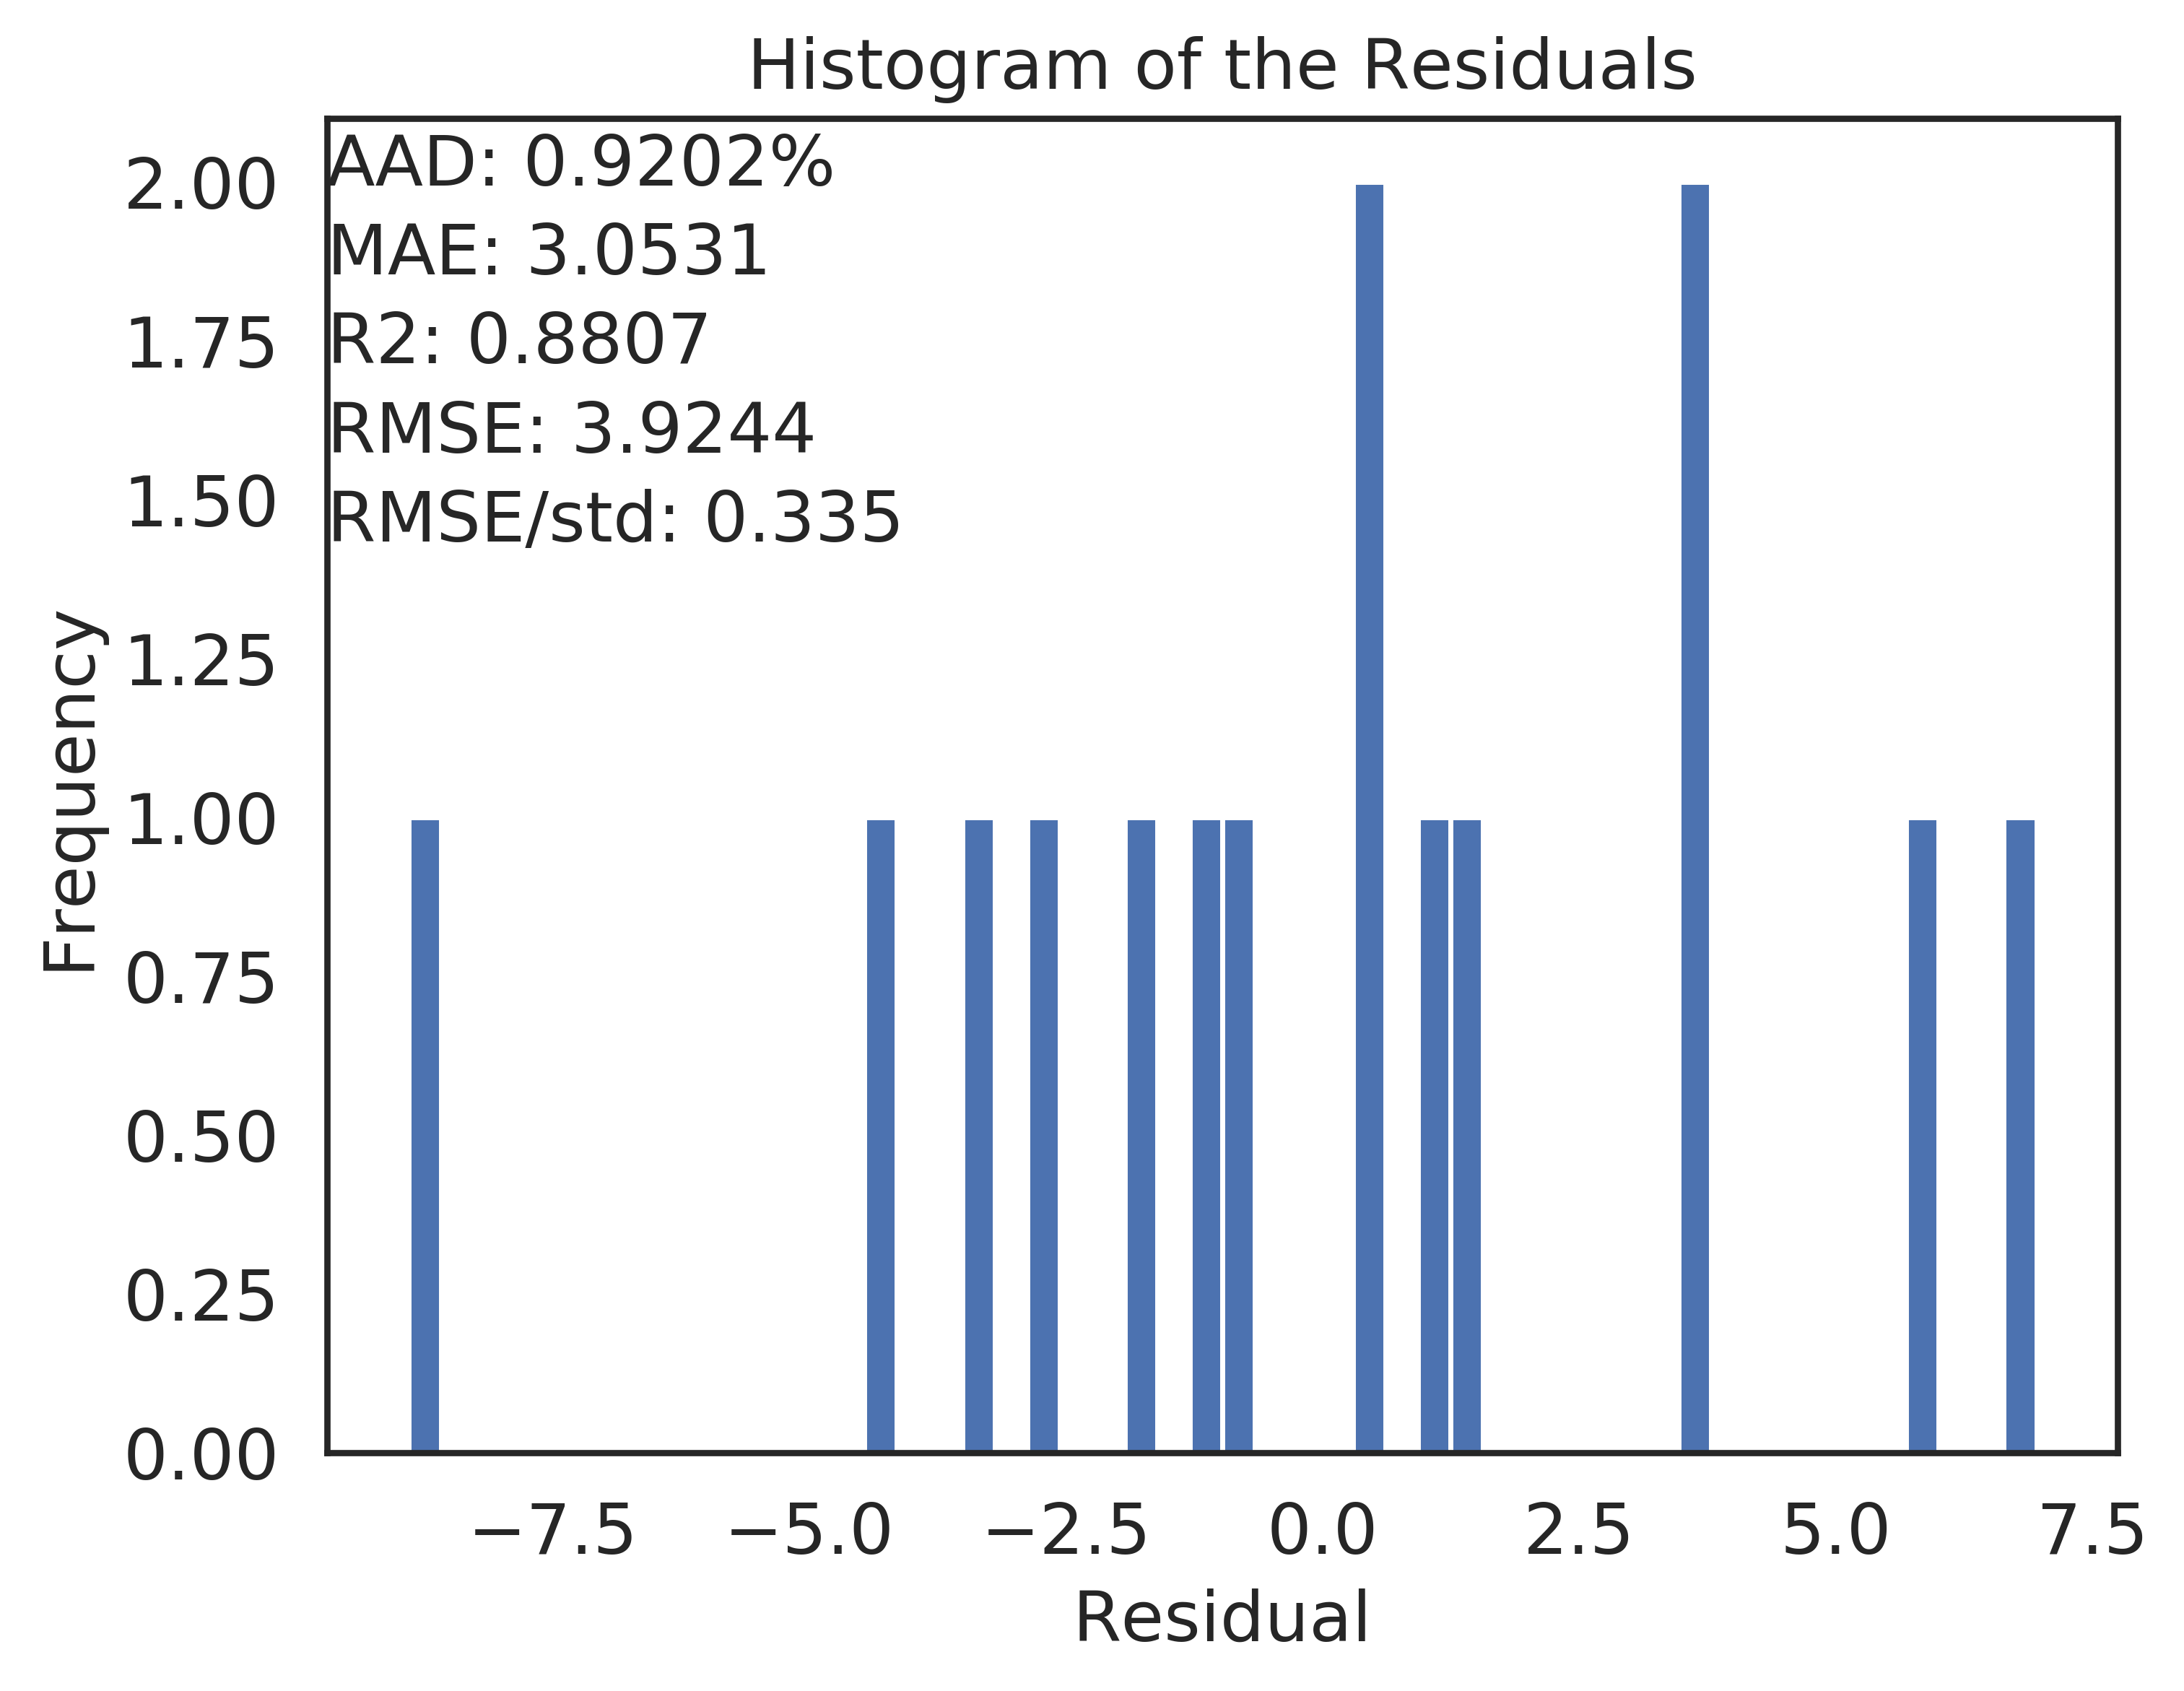 Histogram of the Residuals
AAD: 0.9202%
MAE: 3.0531
R2: 0.8807
RMSE: 3.9244
RMSE/std: 0.335
2.00
1.75
1.50
1.25
1.00
0.75
0.50
0.25
0.00
Frequency
−7.5 −5.0 −2.5 0.0 2.5 5.0 7.5
Residual